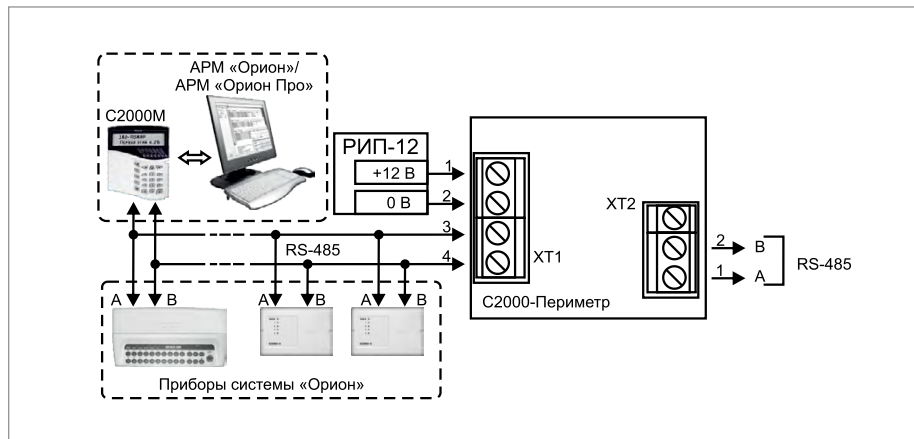 АРМ «Орион»/
АРМ «Орион Про»
С2000М
РИП-12
+12 В
0 В
1
2
3
4
XT1
XT2
2
B
1
A
RS-485
RS-485
С2000-Периметр
A
B
A
B
A
B
Приборы системы «Орион»